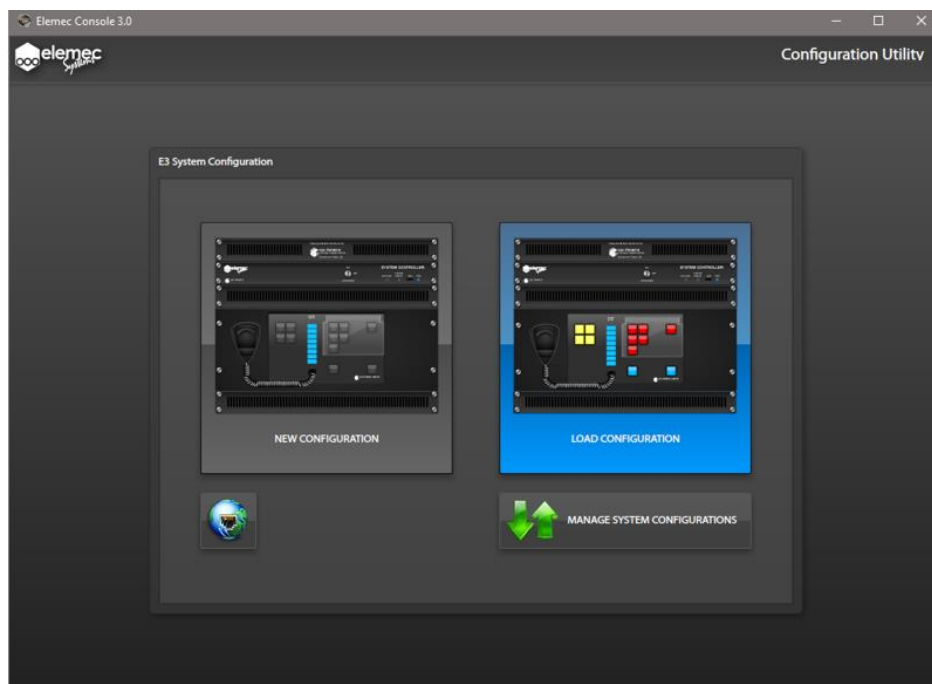 Elemec Console 3.0
elemec
Systems
Configuration Utility
E3 System Configuration
SYSTEM CONTROLLER
SYSTEM CONTROLLER
NEW CONFIGURATION
LOAD CONFIGURATION
MANAGE SYSTEM CONFIGURATIONS